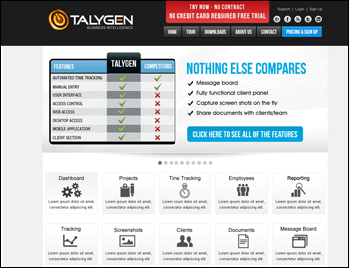 TALYGEN
BUSINESS INTELLIGENCE
TRY NOW - NO CONTRACT
NO CREDIT CARD REQUIRED FREE TRIAL
Support | Login | Sign Up
HOME TOUR DOWNLOADS ABOUT US CONTACT PRICING & SIGN UP
FEATURES TALYGEN COMPETITORS
AUTOMATED TIME TRACKING
MANUAL ENTRY
USER INTERFACE
ACCESS CONTROL
WEB ACCESS
DESKTOP ACCESS
MOBILE APPLICATION
CLIENT SECTION
NOTHING ELSE COMPARES
Message board
Fully functional client panel
Capture screen shots on the fly
Share documents with clients/team
CLICK HERE TO SEE ALL OF THE FEATURES
Dashboard Projects Time Tracking Employees Reporting
Lorem ipsum dolor sit amet, consectetur adipiscing elit.
Lorem ipsum dolor sit amet, consectetur adipiscing elit.
Lorem ipsum dolor sit amet, consectetur adipiscing elit.
Lorem ipsum dolor sit amet, consectetur adipiscing elit.
Lorem ipsum dolor sit amet, consectetur adipiscing elit.
Tracking Screenshots Clients Documents Message Board
Lorem ipsum dolor sit amet, consectetur adipiscing elit.
Lorem ipsum dolor sit amet, consectetur adipiscing elit.
Lorem ipsum dolor sit amet, consectetur adipiscing elit.
Lorem ipsum dolor sit amet, consectetur adipiscing elit.
Lorem ipsum dolor sit amet, consectetur adipiscing elit.